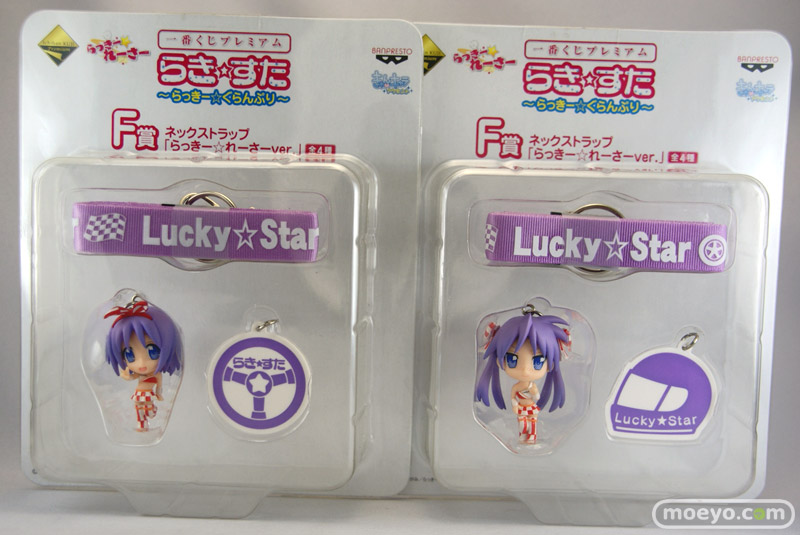 一番くじプレミアム
らき☆すた
～らっきー☆ぐらんぷり～
F賞
ネックストラップ
「らっきー☆れーさーver.」全4種
らっきー
れーさー
BANPRESTO
Premium
Lucky☆Star
らき★すた
一番くじプレミアム
らき☆すた
～らっきー☆ぐらんぷり～
F賞
ネックストラップ
「らっきー☆れーさーver.」全4種
らっきー
れーさー
BANPRESTO
Lucky☆Star
Lucky★Star
moeyo.com